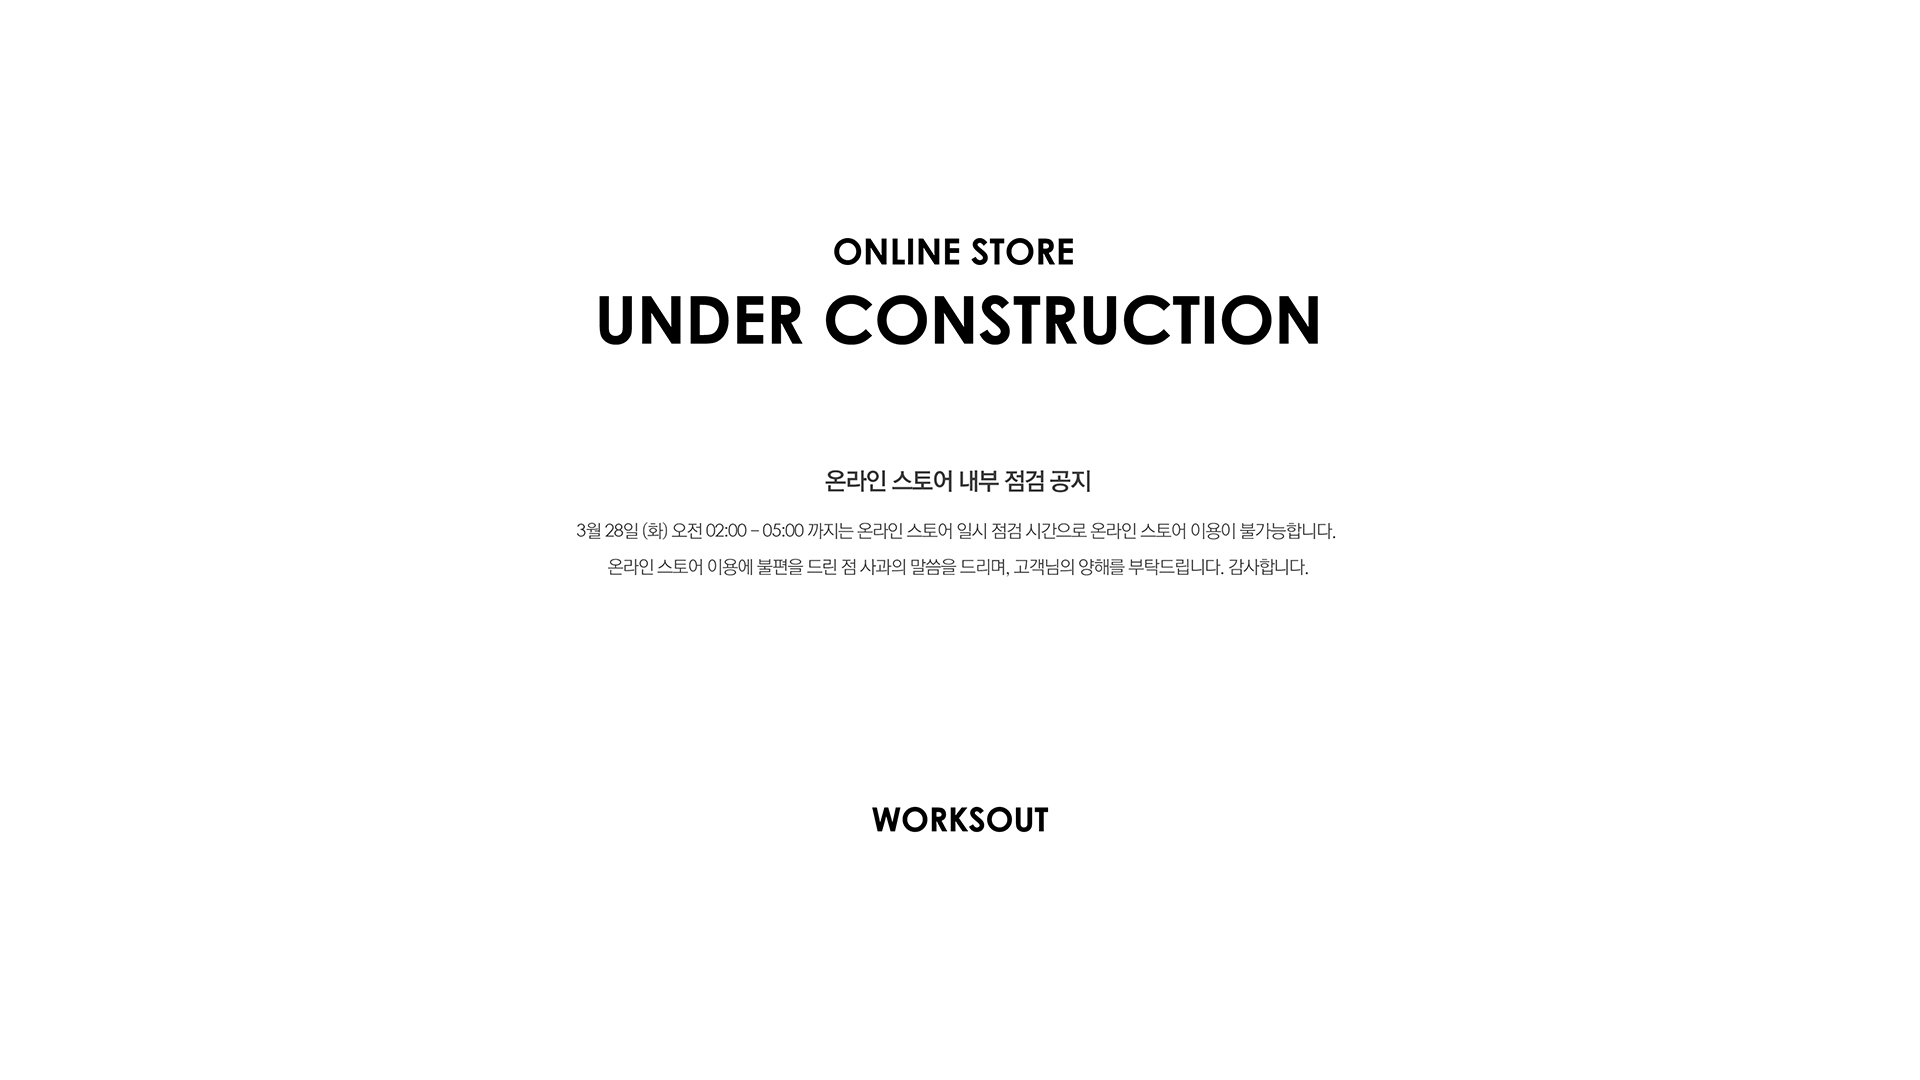 ONLINE STORE
UNDER CONSTRUCTION
온라인 스토어 내부 점검 공지
3월 28일 (화) 오전 02:00 – 05:00 까지는 온라인 스토어 일시 점검 시간으로 온라인 스토어 이용이 불가능합니다.
온라인 스토어 이용에 불편을 드린 점 사과의 말씀을 드리며, 고객님의 양해를 부탁드립니다. 감사합니다.
WORKSOUT